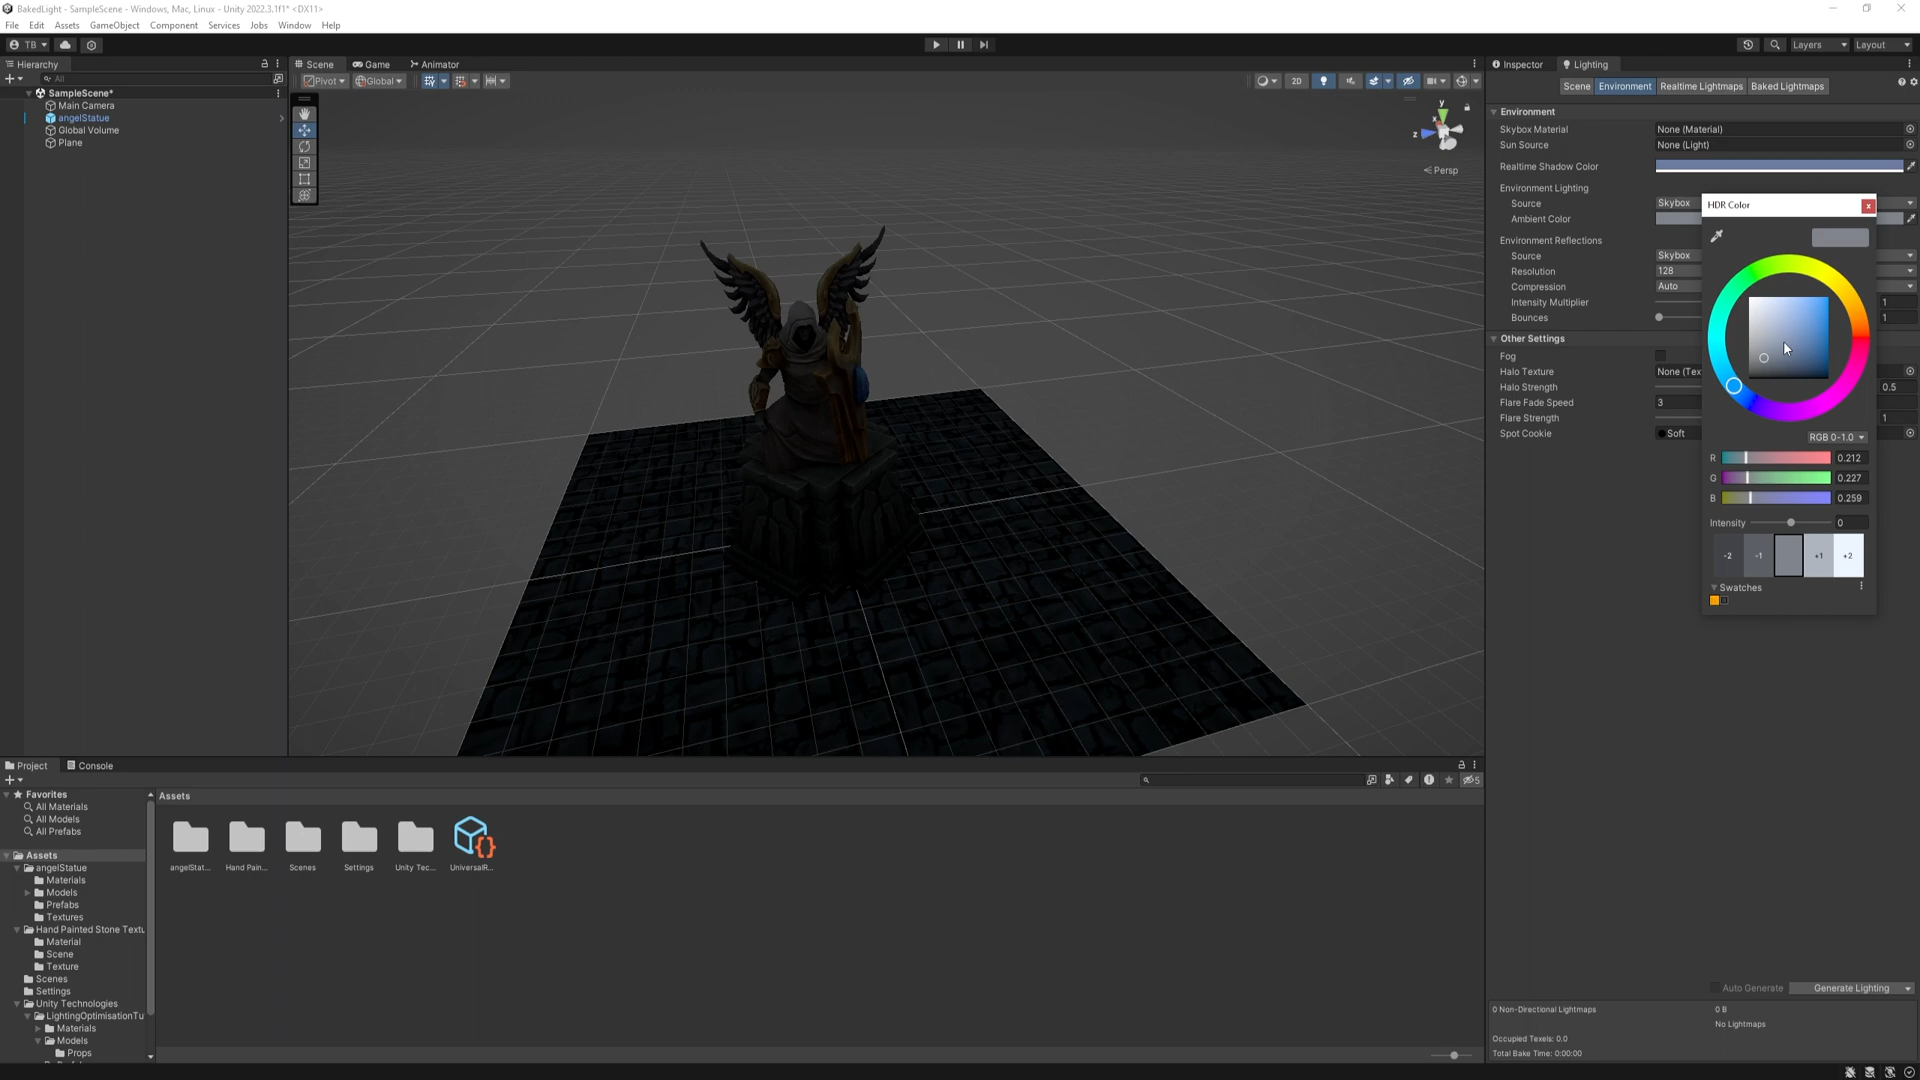 BakedLight - SampleScene - Windows, Mac, Linux - Unity 2022.3.1f1* <DX11>
File Edit Assets GameObject Component Services Jobs Window Help
TB Layers Layout
Hierarchy Scene Game Animator Inspector Lighting
All Pivot Global 2D Scene Environment Realtime Lightmaps Baked Lightmaps
SampleScene*
Main Camera
angelStatue
Global Volume
Plane
y
x
z
Persp
Environment
Skybox Material None (Material)
Sun Source None (Light)
Realtime Shadow Color
Environment Lighting
Source Skybox
Ambient Color
Environment Reflections
Source Skybox
Resolution 128
Compression Auto
Intensity Multiplier 1
Bounces 1
Other Settings
Fog
Halo Texture None (Tex
Halo Strength 0.5
Flare Fade Speed 3
Flare Strength 1
Spot Cookie Soft
HDR Color
RGB 0-1.0
R 0.212
G 0.227
B 0.259
Intensity 0
-2 -1 +1 +2
Swatches
Project Console
5
Favorites
All Materials
All Models
All Prefabs
Assets
angelStatue
Materials
Models
Prefabs
Textures
Hand Painted Stone Textu
Material
Scene
Texture
Scenes
Settings
Unity Technologies
LightingOptimisationTu
Materials
Models
Props
Assets
angelStat... Hand Pain... Scenes Settings Unity Tec... UniversalR...
Auto Generate Generate Lighting
0 Non-Directional Lightmaps 0 B
No Lightmaps
Occupied Texels: 0.0
Total Bake Time: 0:00:00